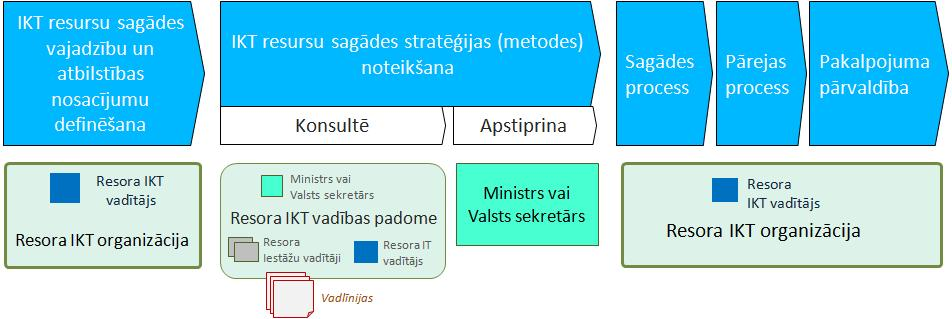 IKT resursu sagādes
vajadzību un
atbilstības
nosacījumu
definēšana
IKT resursu sagādes stratēģijas (metodes)
noteikšana
Konsultē
Apstiprina
Sagādes
process
Pārejas
process
Pakalpojuma
pārvaldība
Resora IKT
vadītājs
Resora IKT organizācija
Ministrs vai
Valsts sekretārs
Resora IKT vadības padome
Resora
Iestāžu vadītāji
Resora IT
vadītājs
Vadlīnijas
Ministrs vai
Valsts sekretārs
Resora
IKT vadītājs
Resora IKT organizācija